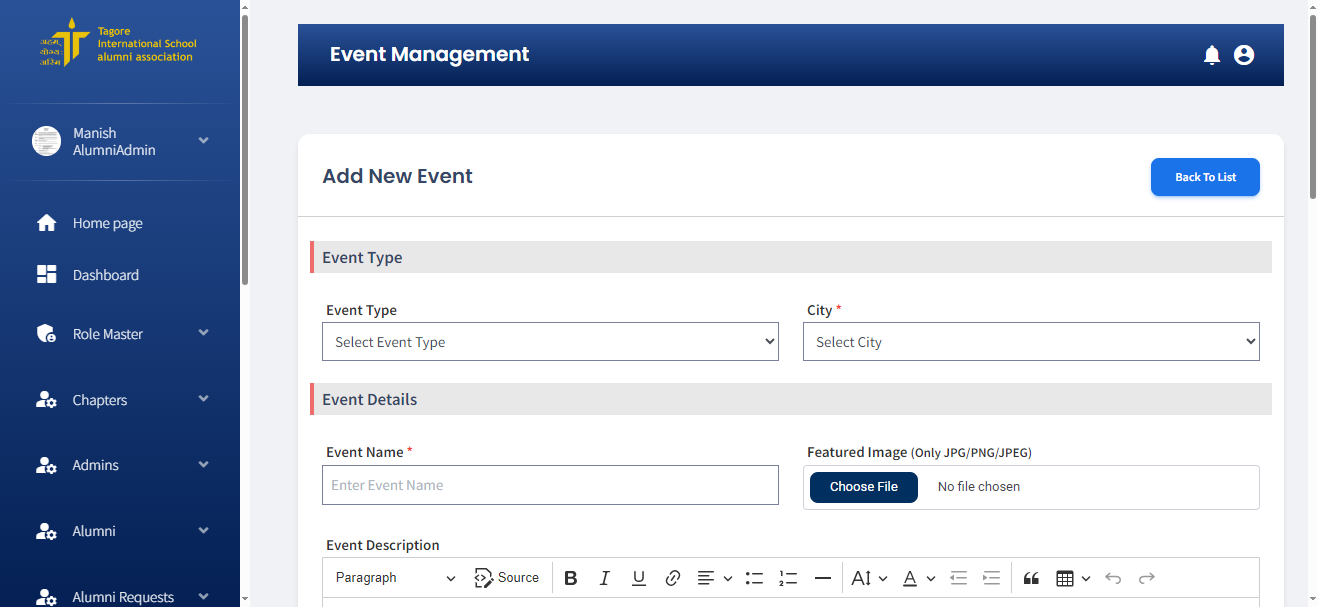 अहम्
योग्यः
अस्मि
Tagore
International School
alumni association
Manish
AlumniAdmin
Home page
Dashboard
Role Master
Chapters
Admins
Alumni
Alumni Requests
Event Management
Add New Event
Back To List
Event Type
Event Type
City *
Select Event Type
Select City
Event Details
Event Name *
Featured Image (Only JPG/PNG/JPEG)
Enter Event Name
Choose File No file chosen
Event Description
Paragraph Source